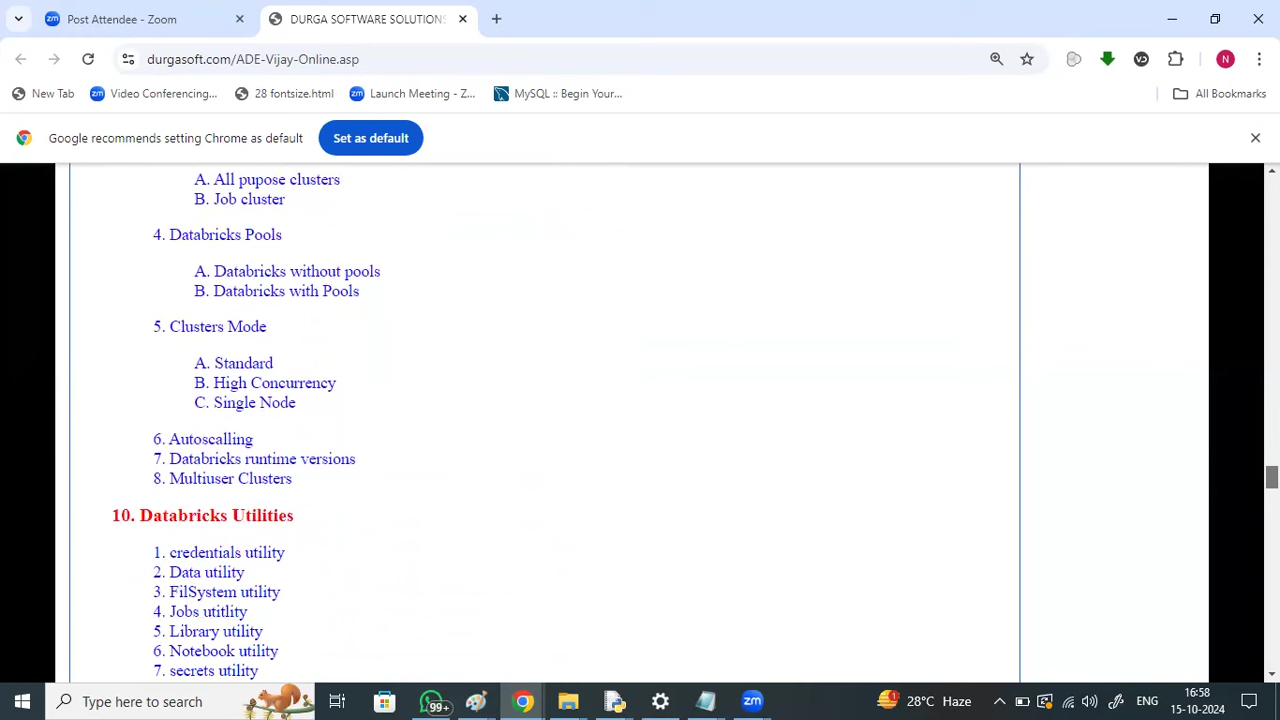 Post Attendee - Zoom
DURGA SOFTWARE SOLUTIONS
durgasoft.com/ADE-Vijay-Online.asp
New Tab
Video Conferencing...
28 fontsize.html
Launch Meeting - Z...
MySQL :: Begin Your...
All Bookmarks
Google recommends setting Chrome as default
Set as default
A. All pupose clusters
B. Job cluster
4. Databricks Pools
A. Databricks without pools
B. Databricks with Pools
5. Clusters Mode
A. Standard
B. High Concurrency
C. Single Node
6. Autoscalling
7. Databricks runtime versions
8. Multiuser Clusters
10. Databricks Utilities
1. credentials utility
2. Data utility
3. FilSystem utility
4. Jobs utitlity
5. Library utility
6. Notebook utility
7. secrets utility
Type here to search
99+
28°C Haze
ENG
16:58
15-10-2024